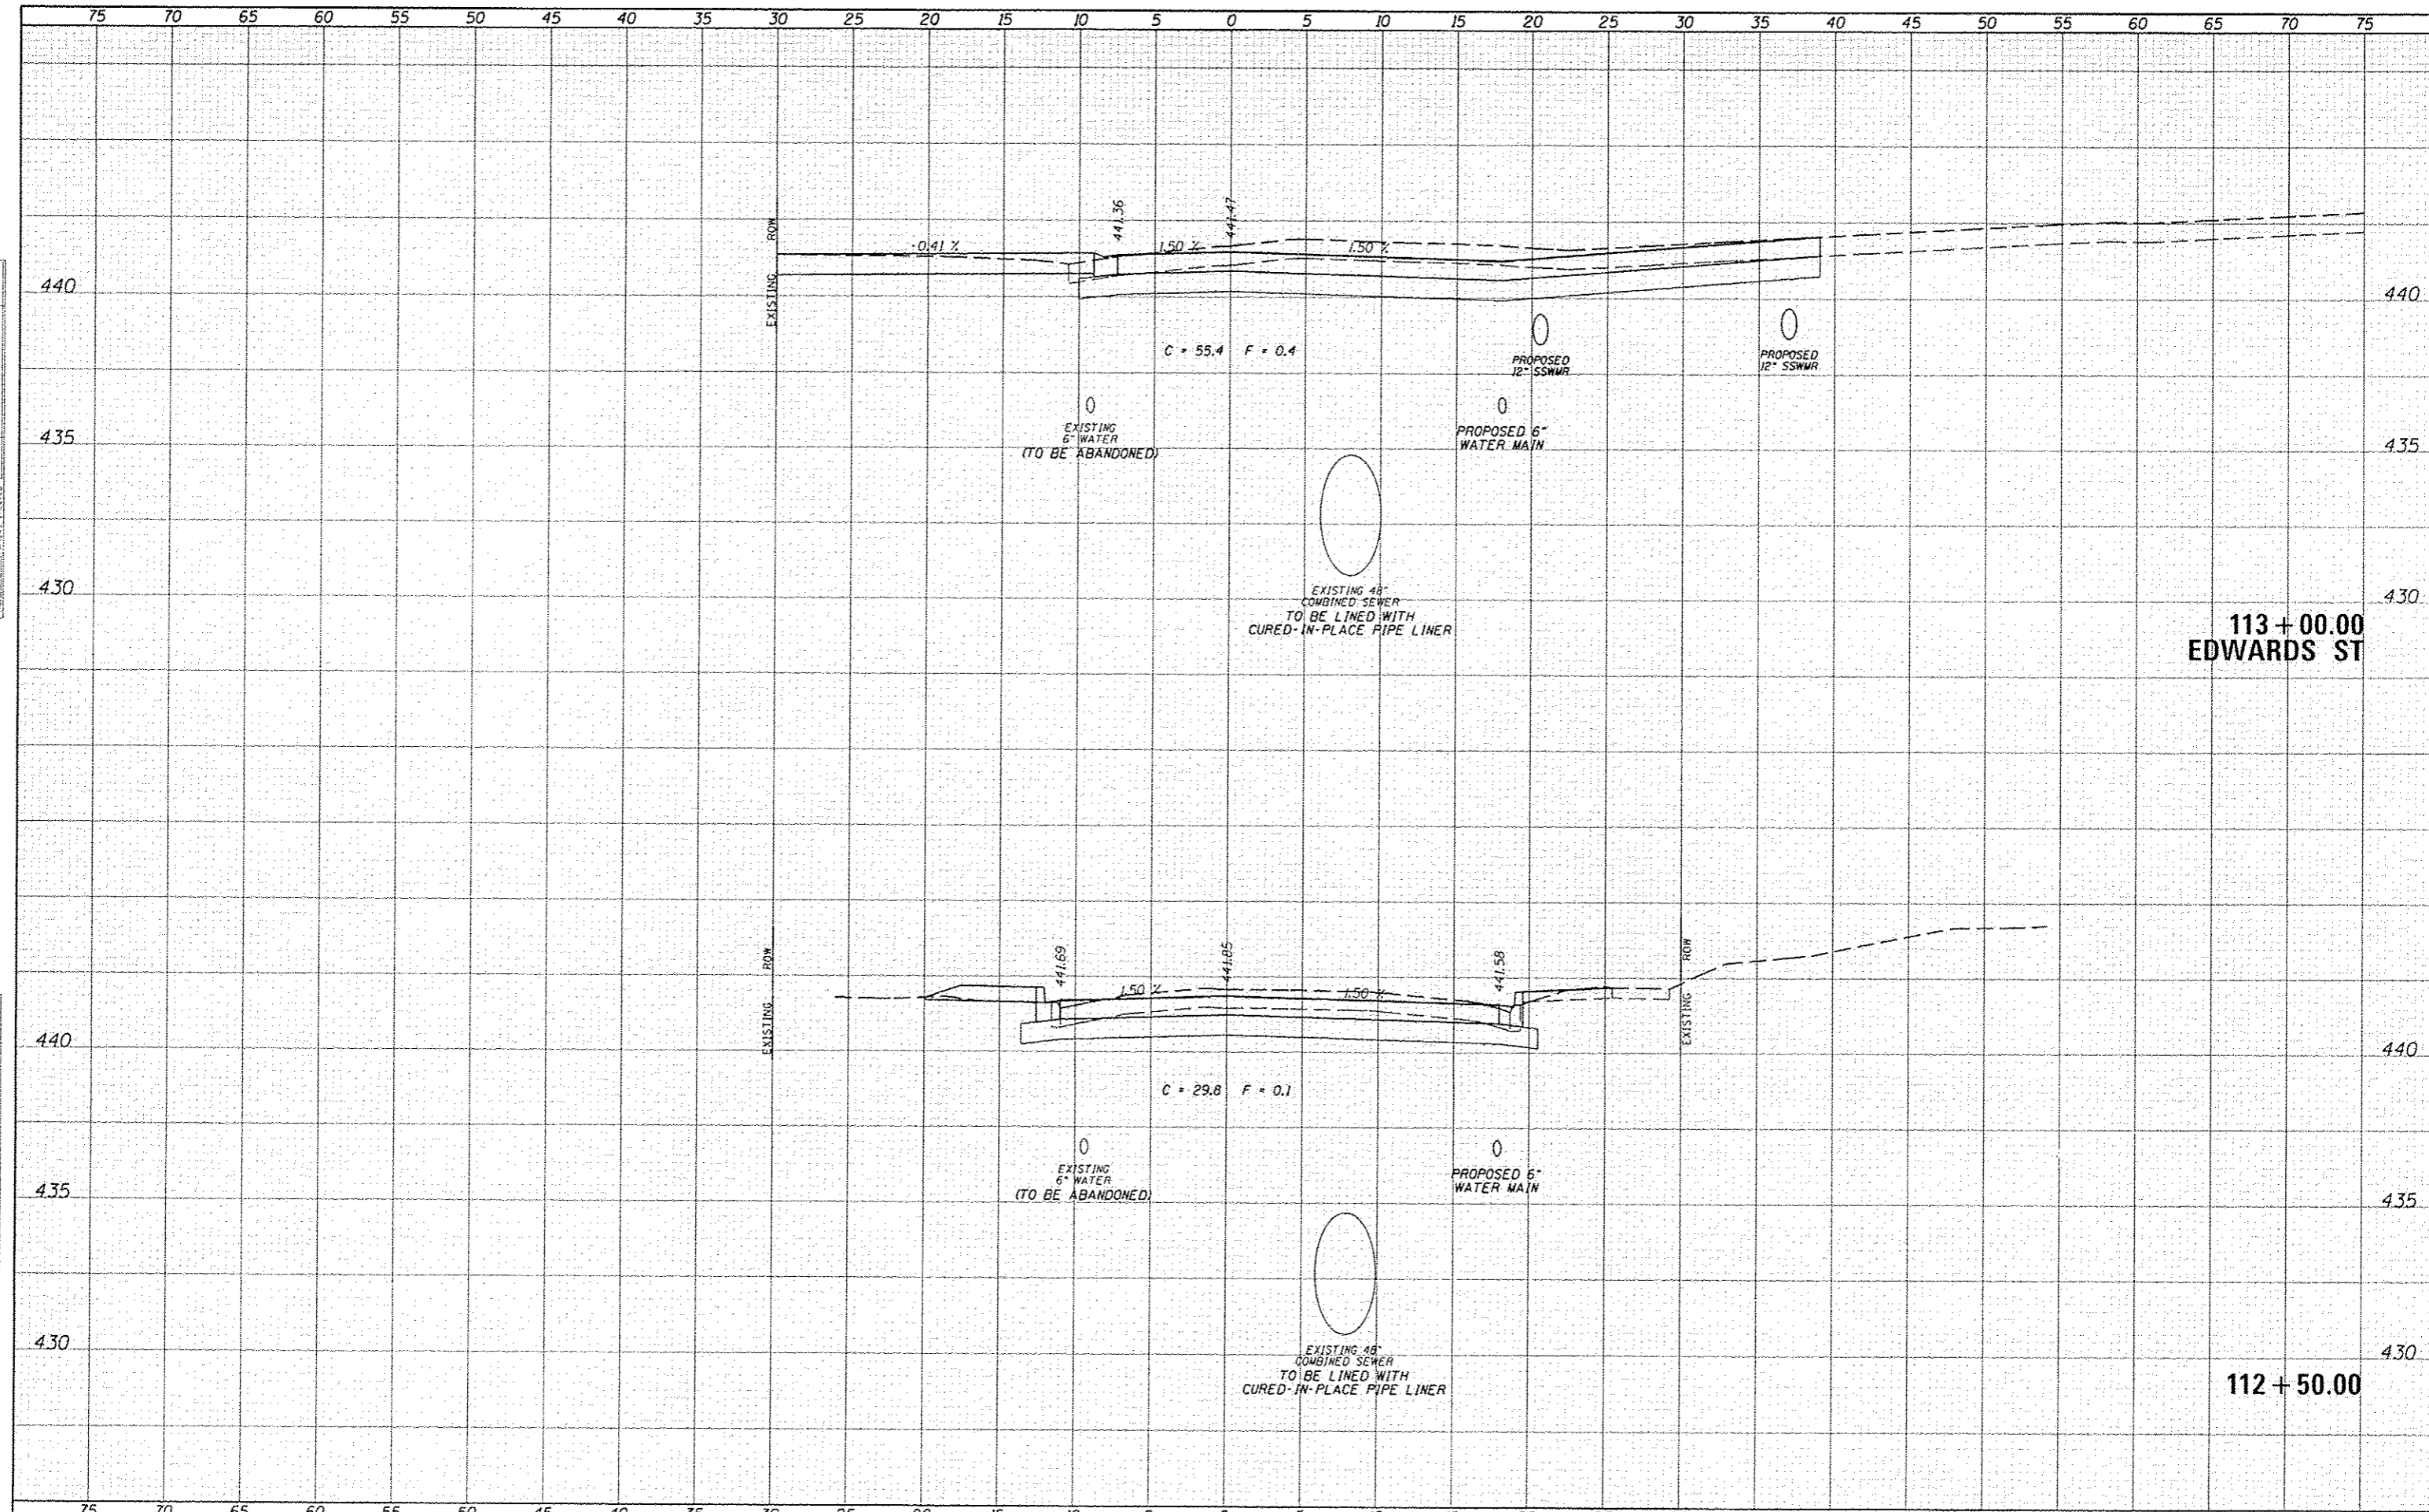 75 70 65 60 55 50 45 40 35 30 25 20 15 10 5 0 5 10 15 20 25 30 35 40 45 50 55 60 65 70 75
EXISTING ROW
-0.41 %
441.36
1.50 %
441.47
1.50 %
440
440
C = 55.4 F = 0.4
PROPOSED
12" SSWMR
PROPOSED
12" SSWMR
EXISTING
6" WATER
(TO BE ABANDONED)
PROPOSED 6"
WATER MAIN
435
435
430
430
EXISTING 48"
COMBINED SEWER
TO BE LINED WITH
CURED-IN-PLACE PIPE LINER
113 + 00.00
EDWARDS ST
EXISTING ROW
441.69
1.50 %
441.85
1.50 %
441.58
EXISTING ROW
440
440
C = 29.8 F = 0.1
EXISTING
6" WATER
(TO BE ABANDONED)
PROPOSED 6"
WATER MAIN
435
435
430
430
EXISTING 48"
COMBINED SEWER
TO BE LINED WITH
CURED-IN-PLACE PIPE LINER
112 + 50.00